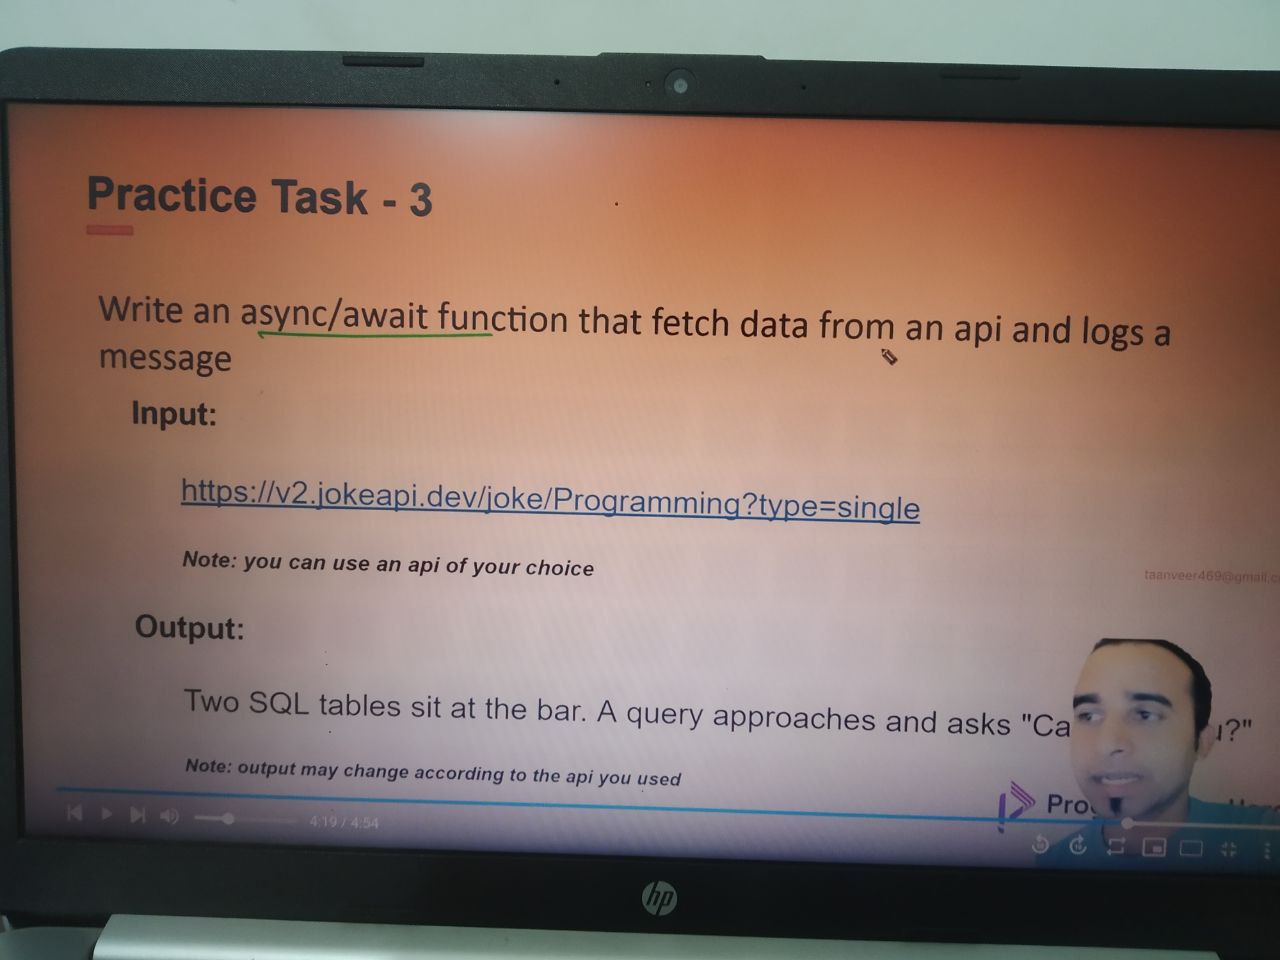 Practice Task - 3
Write an async/await function that fetch data from an api and logs a
message
Input:
https://v2.jokeapi.dev/joke/Programming?type=single
Note: you can use an api of your choice
taanveer469@gmail.c
Output:
Two SQL tables sit at the bar. A query approaches and asks "Ca
Note: output may change according to the api you used
4:19 / 4:54
hp